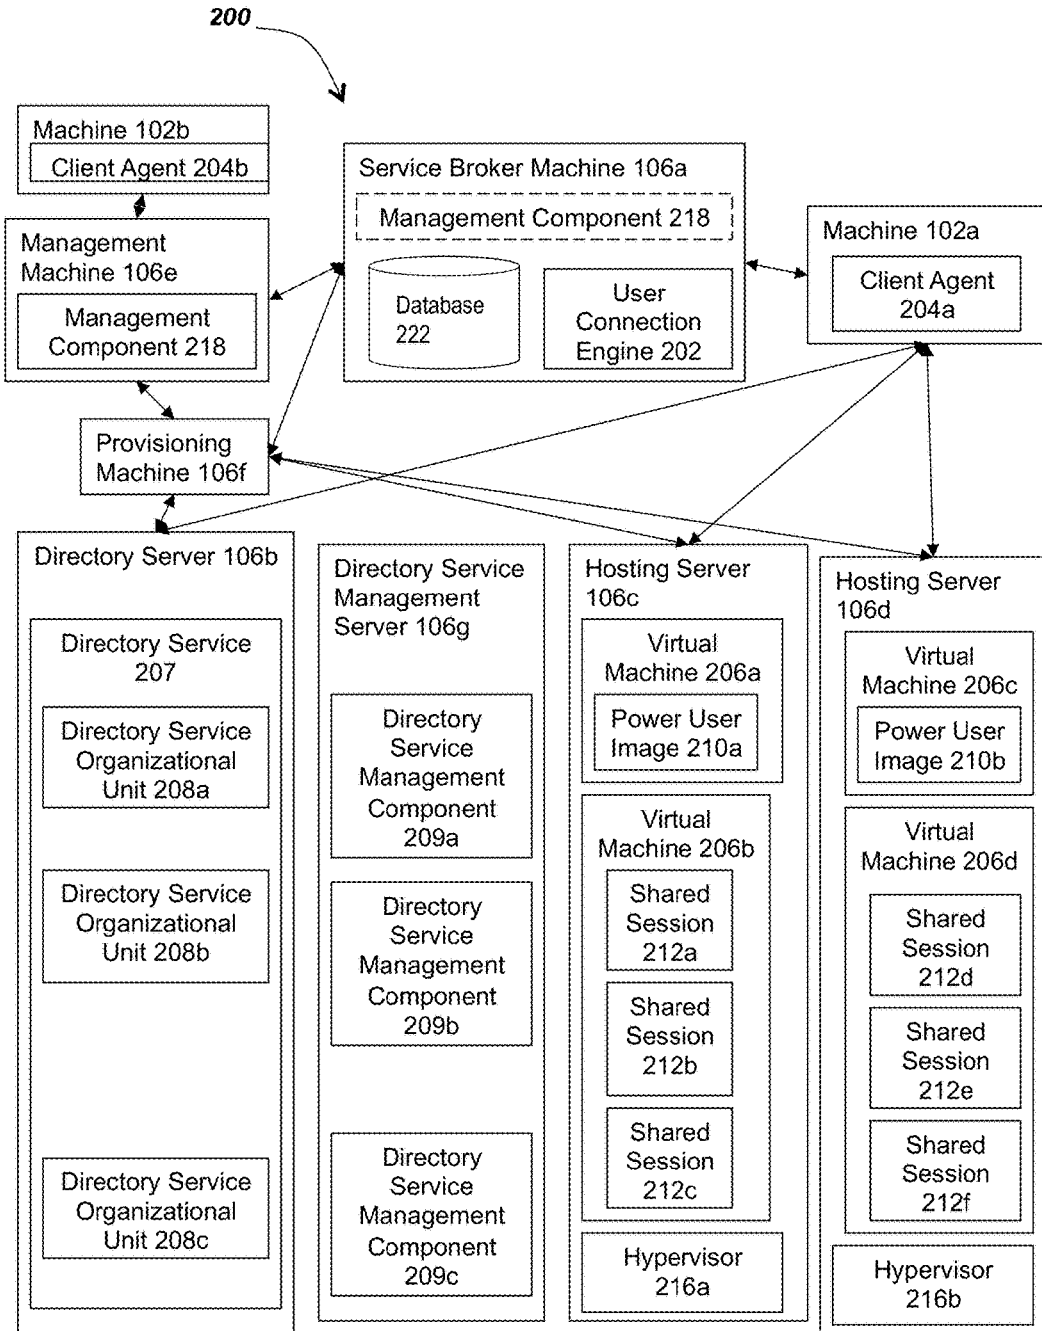 200
Machine 102b
Client Agent 204b
Service Broker Machine 106a
Management Component 218
Database
222
User
Connection
Engine 202
Machine 102a
Client Agent
204a
Management
Machine 106e
Management
Component 218
Provisioning
Machine 106f
Directory Server 106b
Directory Service
207
Directory Service
Organizational
Unit 208a
Directory Service
Organizational
Unit 208b
Directory Service
Organizational
Unit 208c
Directory Service
Management
Server 106g
Directory
Service
Management
Component
209a
Directory
Service
Management
Component
209b
Directory
Service
Management
Component
209c
Hosting Server
106c
Virtual
Machine 206a
Power User
Image 210a
Virtual
Machine 206b
Shared
Session
212a
Shared
Session
212b
Shared
Session
212c
Hypervisor
216a
Hosting Server
106d
Virtual
Machine 206c
Power User
Image 210b
Virtual
Machine 206d
Shared
Session
212d
Shared
Session
212e
Shared
Session
212f
Hypervisor
216b